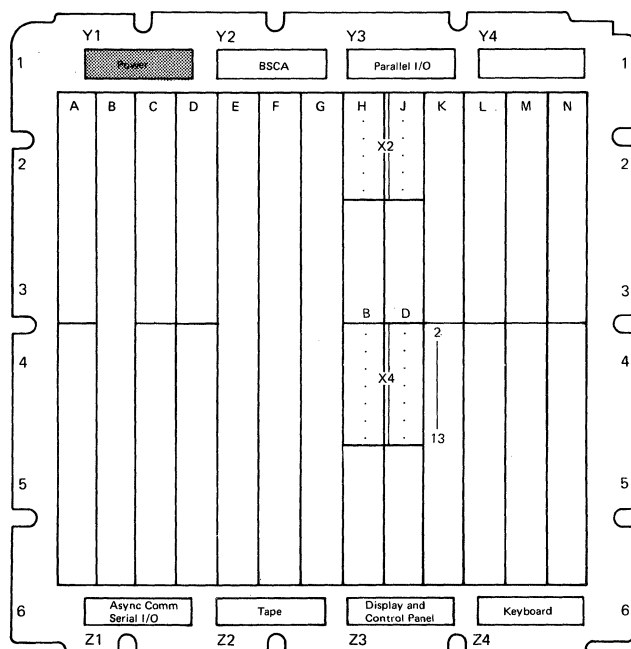 Y1 Y2 Y3 Y4
1 Power BSCA Parallel I/O 1
A B C D E F G H J K L M N
X2
2 2
3 3
B D
2
4 4
X4
13
5 5
6 Async Comm Serial I/O Tape Display and Control Panel Keyboard 6
Z1 Z2 Z3 Z4